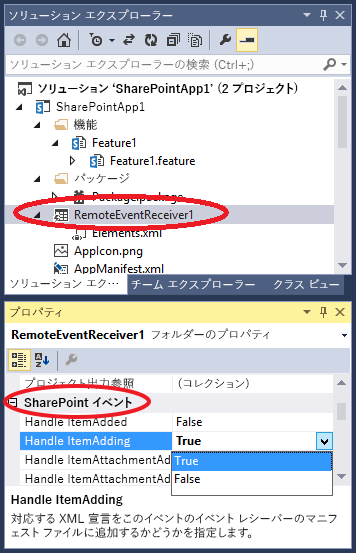 ソリューション エクスプローラー
ソリューション エクスプローラー の検索 (Ctrl+;)
ソリューション 'SharePointApp1' (2 プロジェクト)
SharePointApp1
機能
Feature1
Feature1.feature
パッケージ
Package.package
RemoteEventReceiver1
Elements.xml
AppIcon.png
AppManifest.xml
ソリューション エク... チーム エクスプローラー クラス ビュー
プロパティ
RemoteEventReceiver1 フォルダーのプロパティ
プロジェクト出力参照 (コレクション)
SharePoint イベント
Handle ItemAdded False
Handle ItemAdding True
Handle ItemAttachmentAd True
Handle ItemAttachmentAd False
Handle ItemAdding
対応する XML 宣言をこのイベントのイベント レシーバーのマニフェスト ファイルに追加するかどうかを指定します。